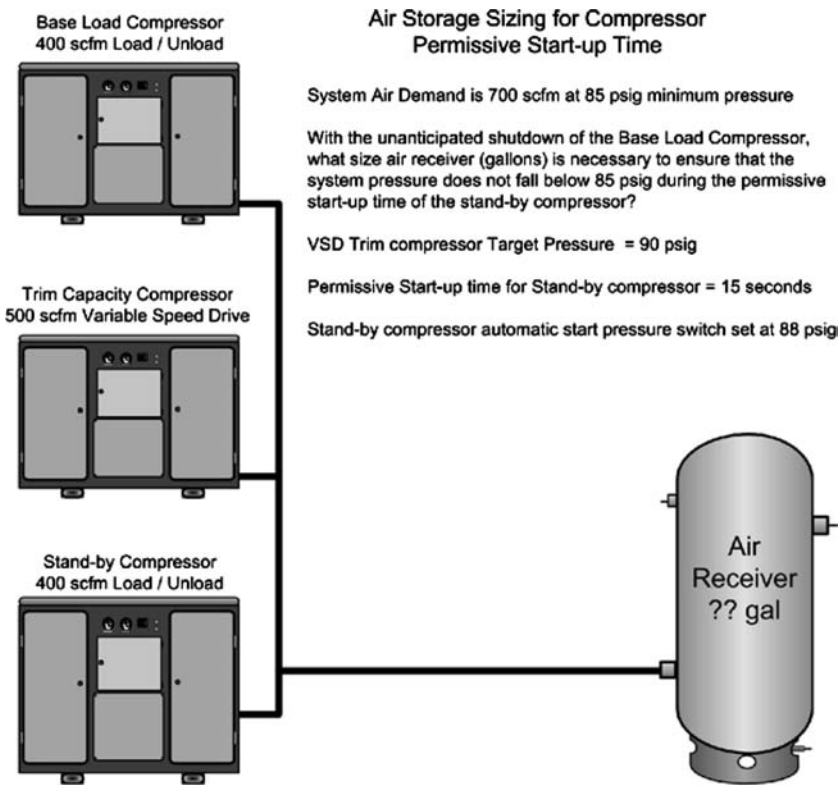 Base Load Compressor
400 scfm Load / Unload
Air Storage Sizing for Compressor
Permissive Start-up Time
System Air Demand is 700 scfm at 85 psig minimum pressure
With the unanticipated shutdown of the Base Load Compressor,
what size air receiver (gallons) is necessary to ensure that the
system pressure does not fall below 85 psig during the permissive
start-up time of the stand-by compressor?
VSD Trim compressor Target Pressure = 90 psig
Permissive Start-up time for Stand-by compressor = 15 seconds
Stand-by compressor automatic start pressure switch set at 88 psig
Trim Capacity Compressor
500 scfm Variable Speed Drive
Stand-by Compressor
400 scfm Load / Unload
Air
Receiver
?? gal